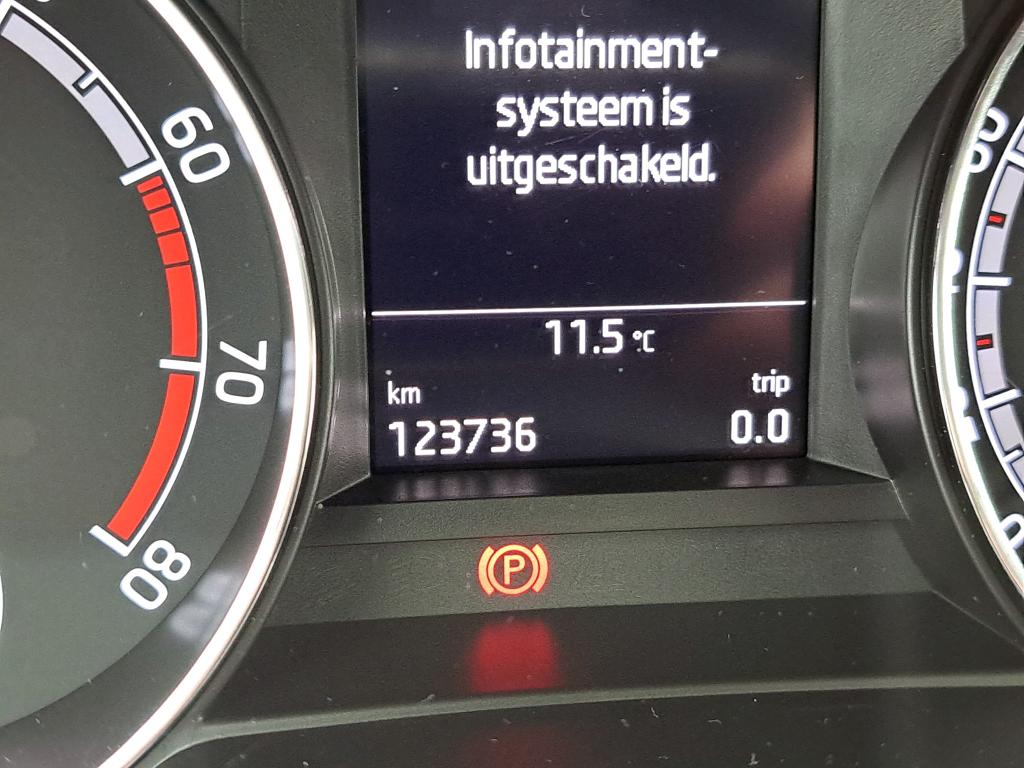 Infotainment-
systeem is
uitgeschakeld.
11.5 °C
km
trip
123736
0.0
60
70
80
P